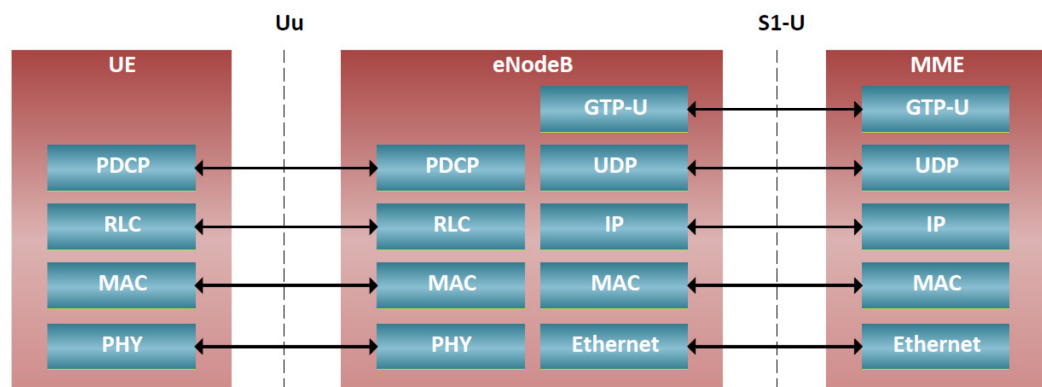 Uu S1-U
UE eNodeB MME
GTP-U GTP-U
PDCP PDCP UDP UDP
RLC RLC IP IP
MAC MAC MAC MAC
PHY PHY Ethernet Ethernet